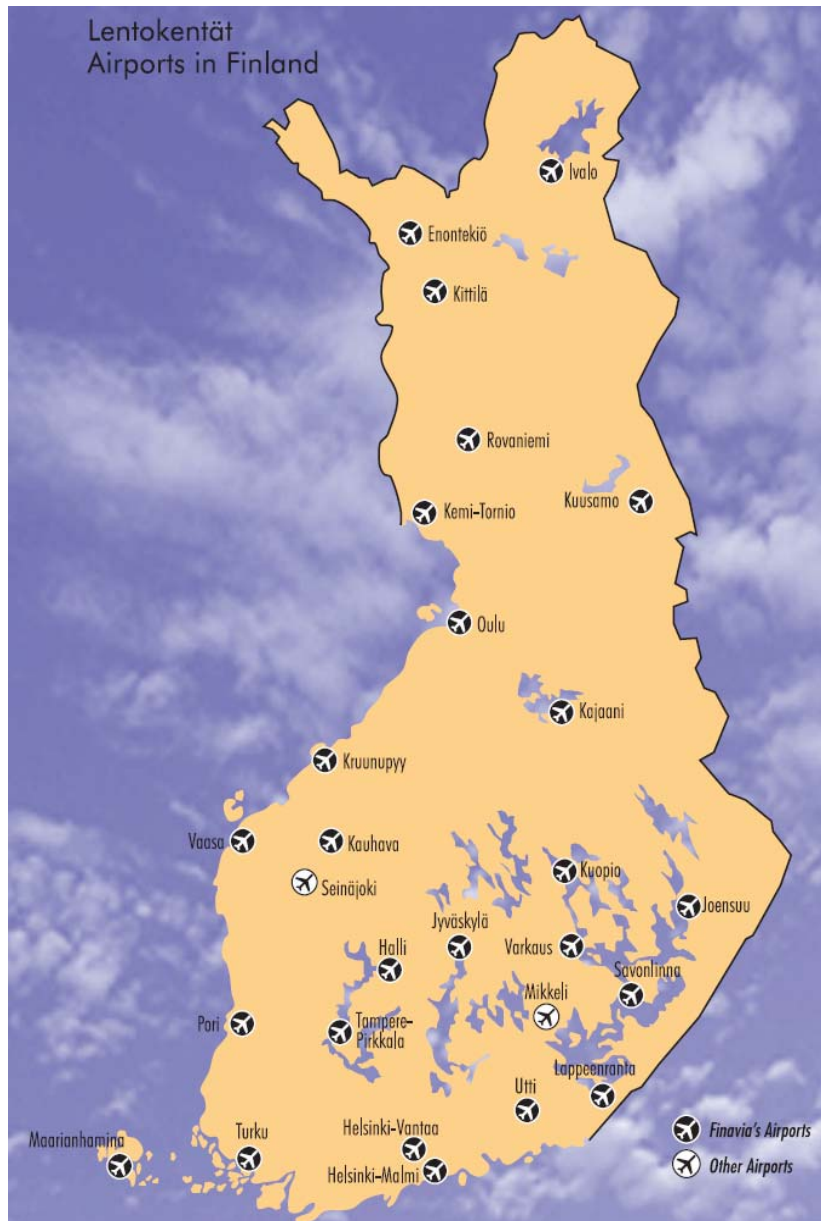 Lentokentät
Airports in Finland
Ivalo
Enontekiö
Kittilä
Rovaniemi
Kuusamo
Kemi-Tornio
Oulu
Kajaani
Kruunupyy
Vaasa
Kauhava
Kuopio
Seinäjoki
Joensuu
Jyväskylä
Varkaus
Halli
Savonlinna
Mikkeli
Pori
Tampere-
Pirkkala
Lappeenranta
Utti
Helsinki-Vantaa
Turku
Maarianhamina
Helsinki-Malmi
Finavia's Airports
Other Airports